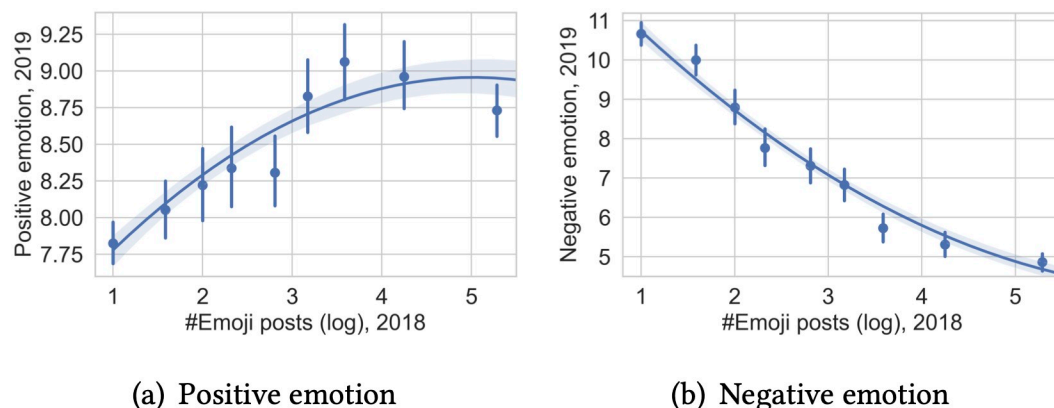 9.25
9.00
8.75
8.50
8.25
8.00
7.75
Positive emotion, 2019
1 2 3 4 5
#Emoji posts (log), 2018
(a) Positive emotion
11
10
9
8
7
6
5
Negative emotion, 2019
1 2 3 4 5
#Emoji posts (log), 2018
(b) Negative emotion